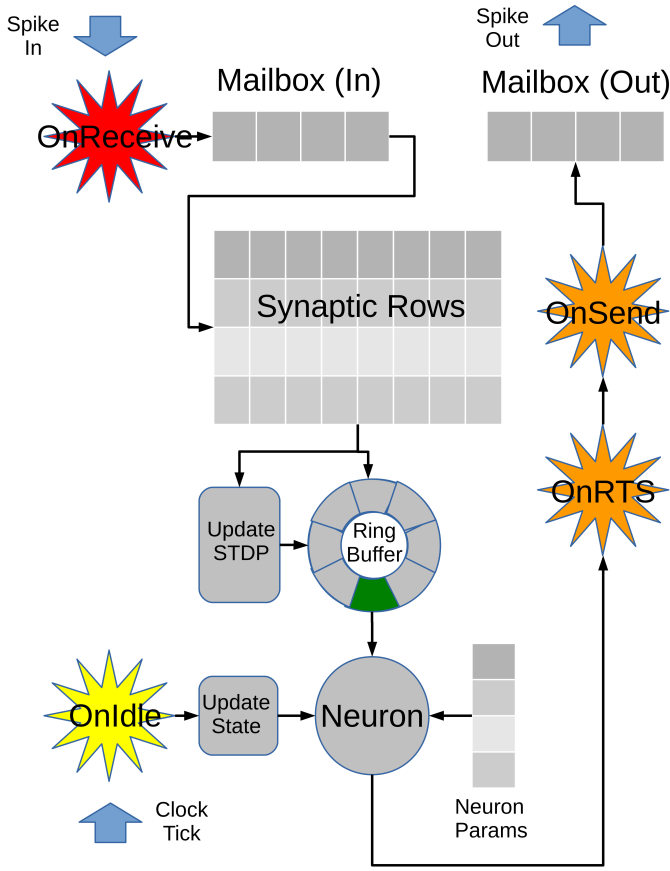 Spike
In
Spike
Out
Mailbox (In)
Mailbox (Out)
OnReceive
Synaptic Rows
OnSend
OnRTS
Update
STDP
Ring
Buffer
OnIdle
Update
State
Neuron
Clock
Tick
Neuron
Params